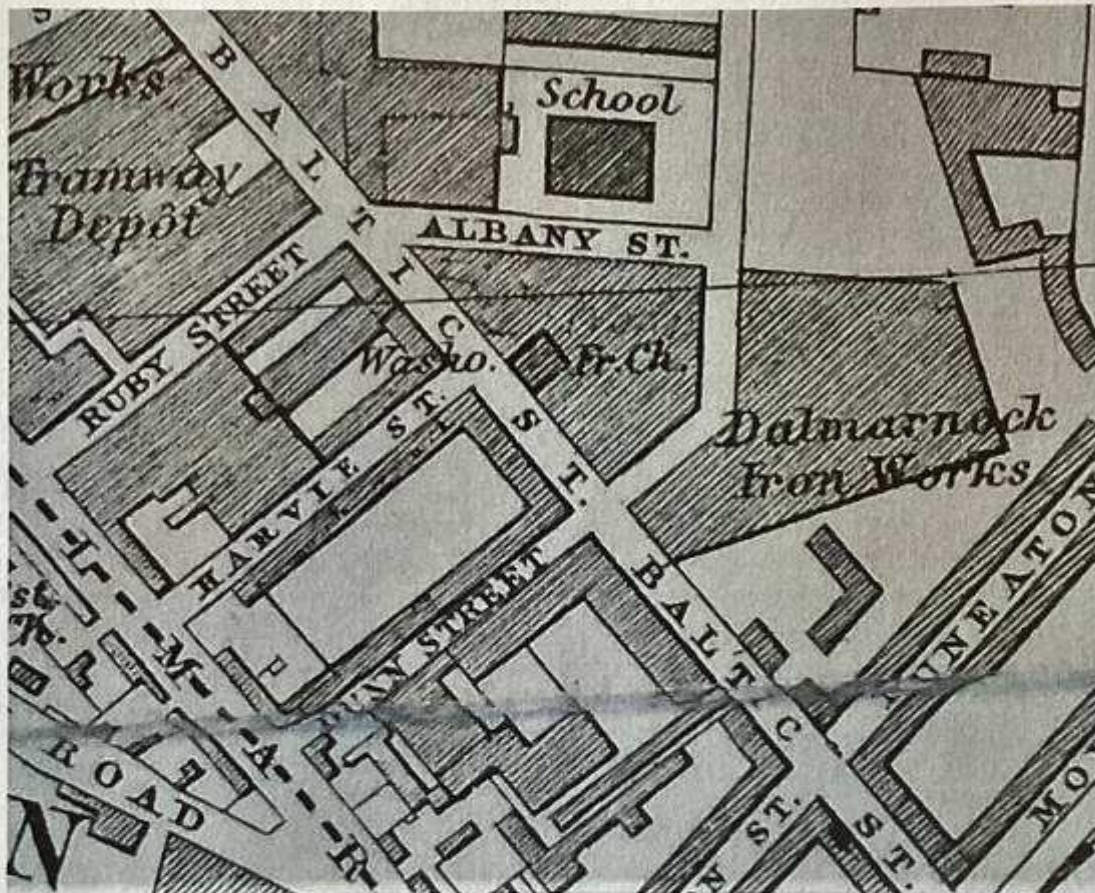 Works
BALTIC ST.
School
Tramway
Depôt
ALBANY ST.
RUBY STREET
Washo.
Fr. Ch.
HARVIE ST.
Dalmarnock
Iron Works
NUNEATON
BALTIC ST.
DUNN STREET
ROAD